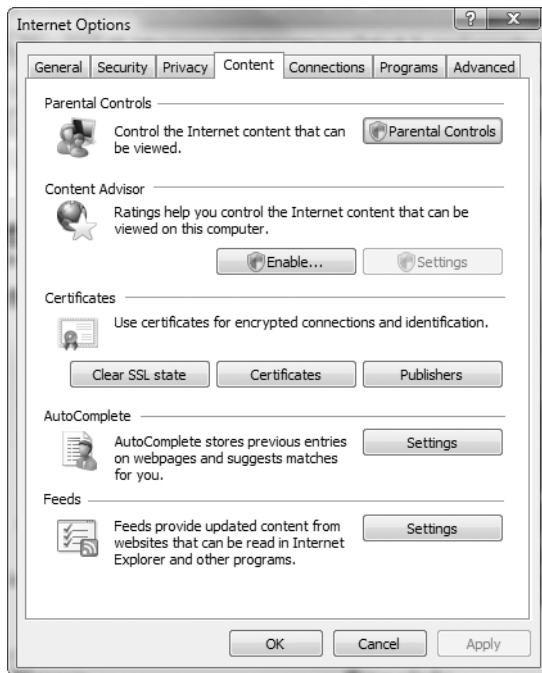 Internet Options
?
X
General Security Privacy Content Connections Programs Advanced
Parental Controls
Control the Internet content that can
be viewed.
Parental Controls
Content Advisor
Ratings help you control the Internet content that can be
viewed on this computer.
Enable... Settings
Certificates
Use certificates for encrypted connections and identification.
Clear SSL state Certificates Publishers
AutoComplete
AutoComplete stores previous entries
on webpages and suggests matches
for you.
Settings
Feeds
Feeds provide updated content from
websites that can be read in Internet
Explorer and other programs.
Settings
OK Cancel Apply